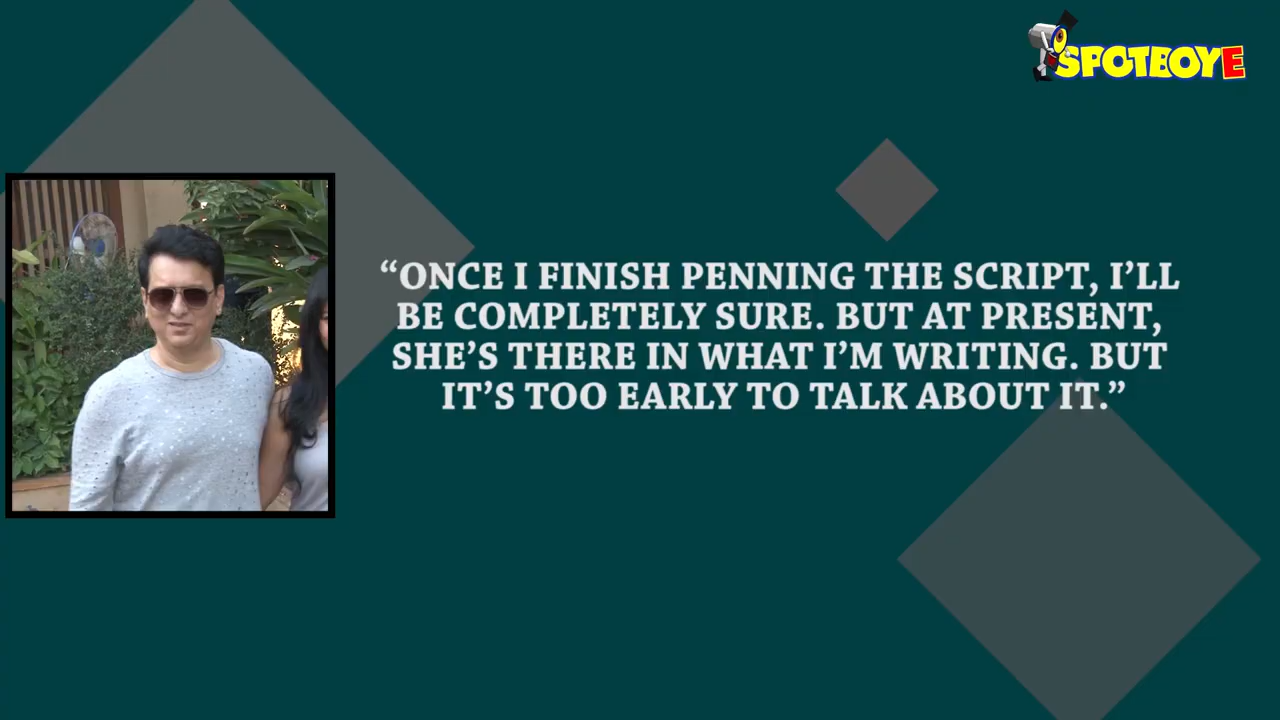 SPOTBOYE
“ONCE I FINISH PENNING THE SCRIPT, I’LL
BE COMPLETELY SURE. BUT AT PRESENT,
SHE’S THERE IN WHAT I’M WRITING. BUT
IT’S TOO EARLY TO TALK ABOUT IT.”